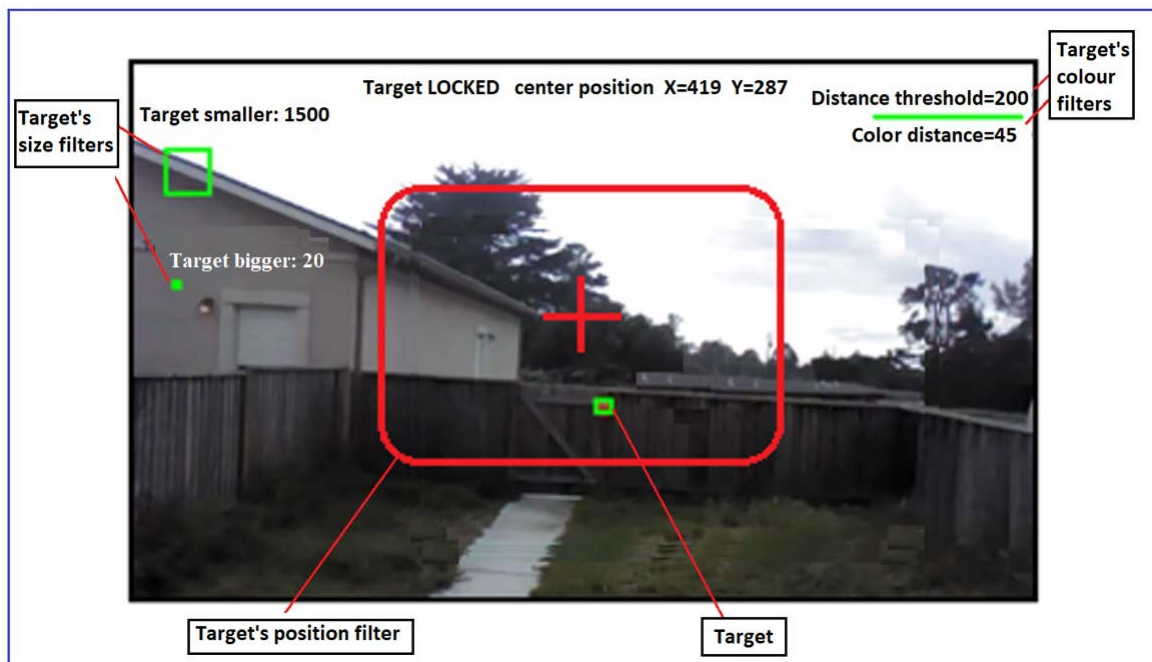 Target's
colour
filters
Target LOCKED center position X=419 Y=287
Distance threshold=200
Target smaller: 1500
Color distance=45
Target's
size filters
Target bigger: 20
Target's position filter
Target